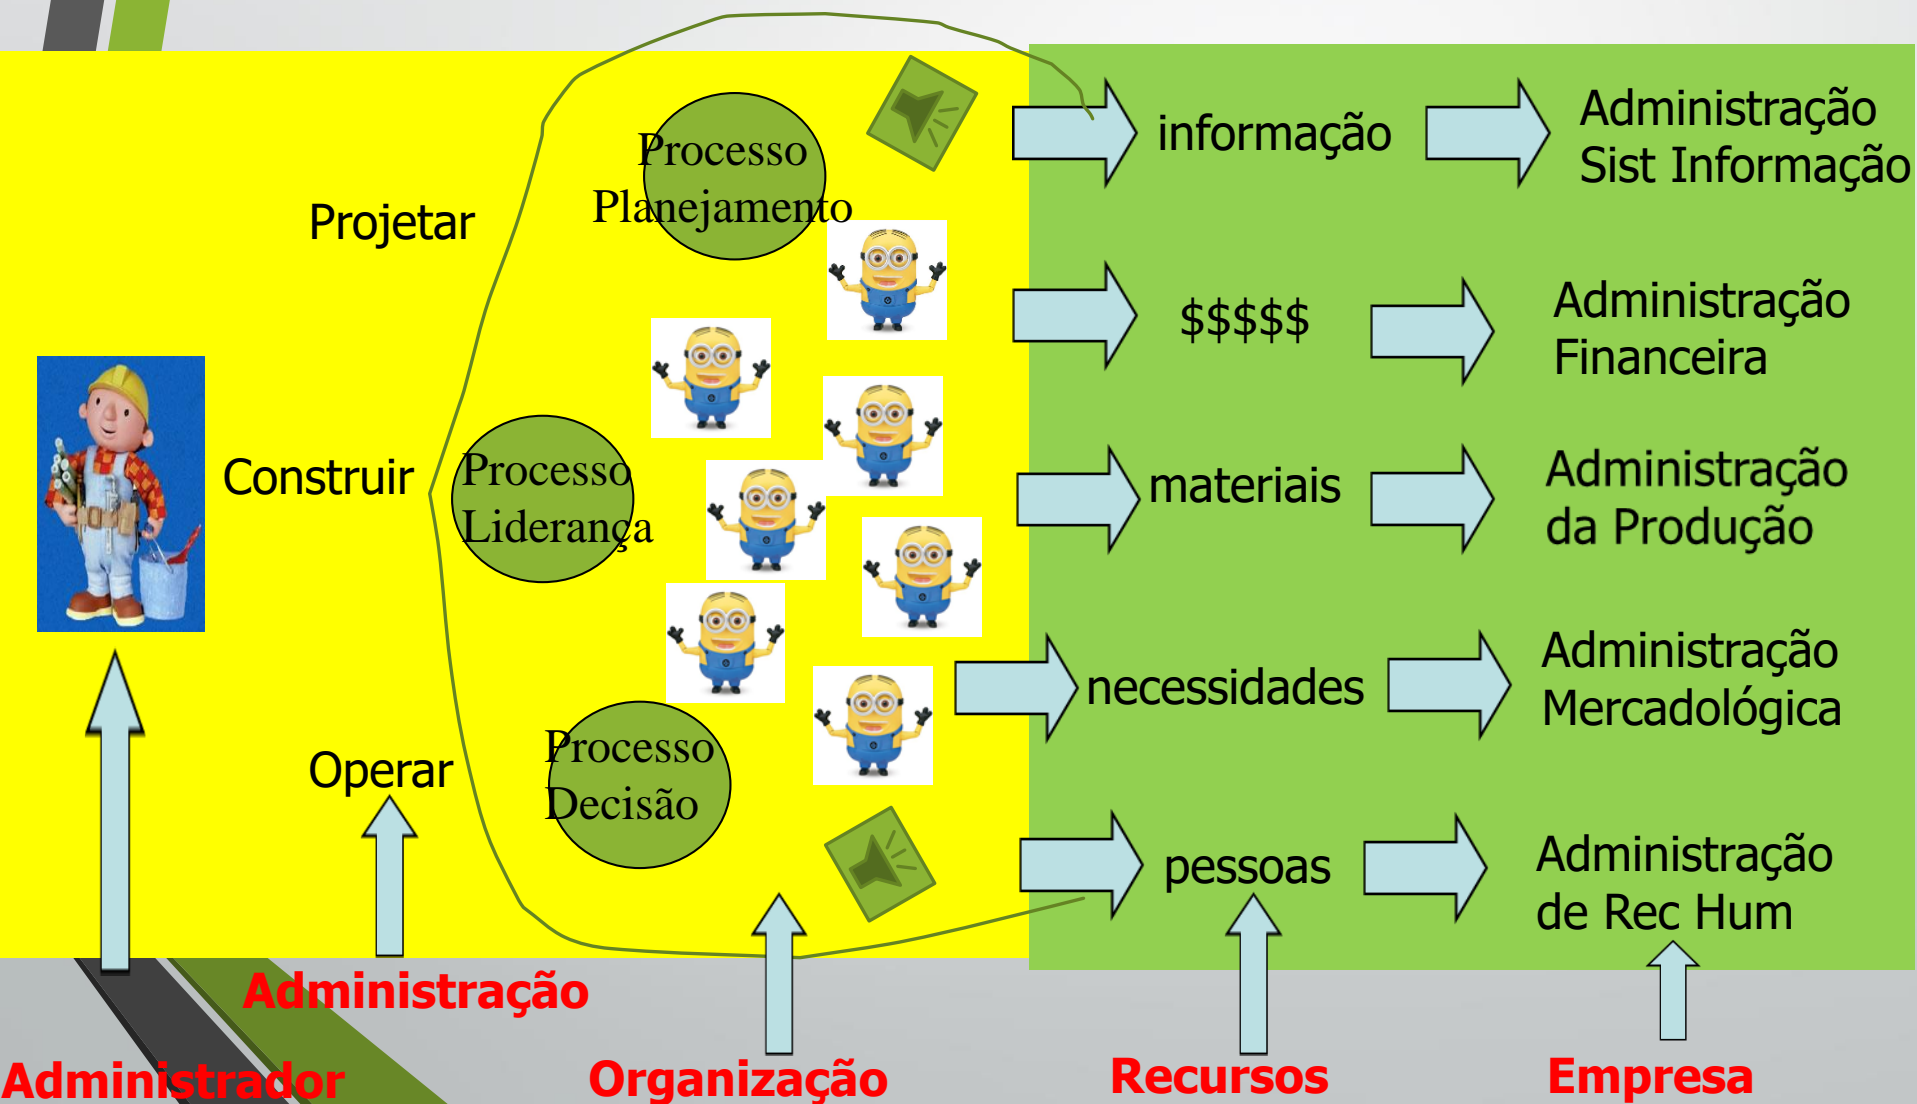 Projetar
Construir
Operar
Processo
Planejamento
Processo
Liderança
Processo
Decisão
informação
Administração
Sist Informação
$$$$$
Administração
Financeira
materiais
Administração
da Produção
necessidades
Administração
Mercadológica
pessoas
Administração
de Rec Hum
Administração
Administrador
Organização
Recursos
Empresa